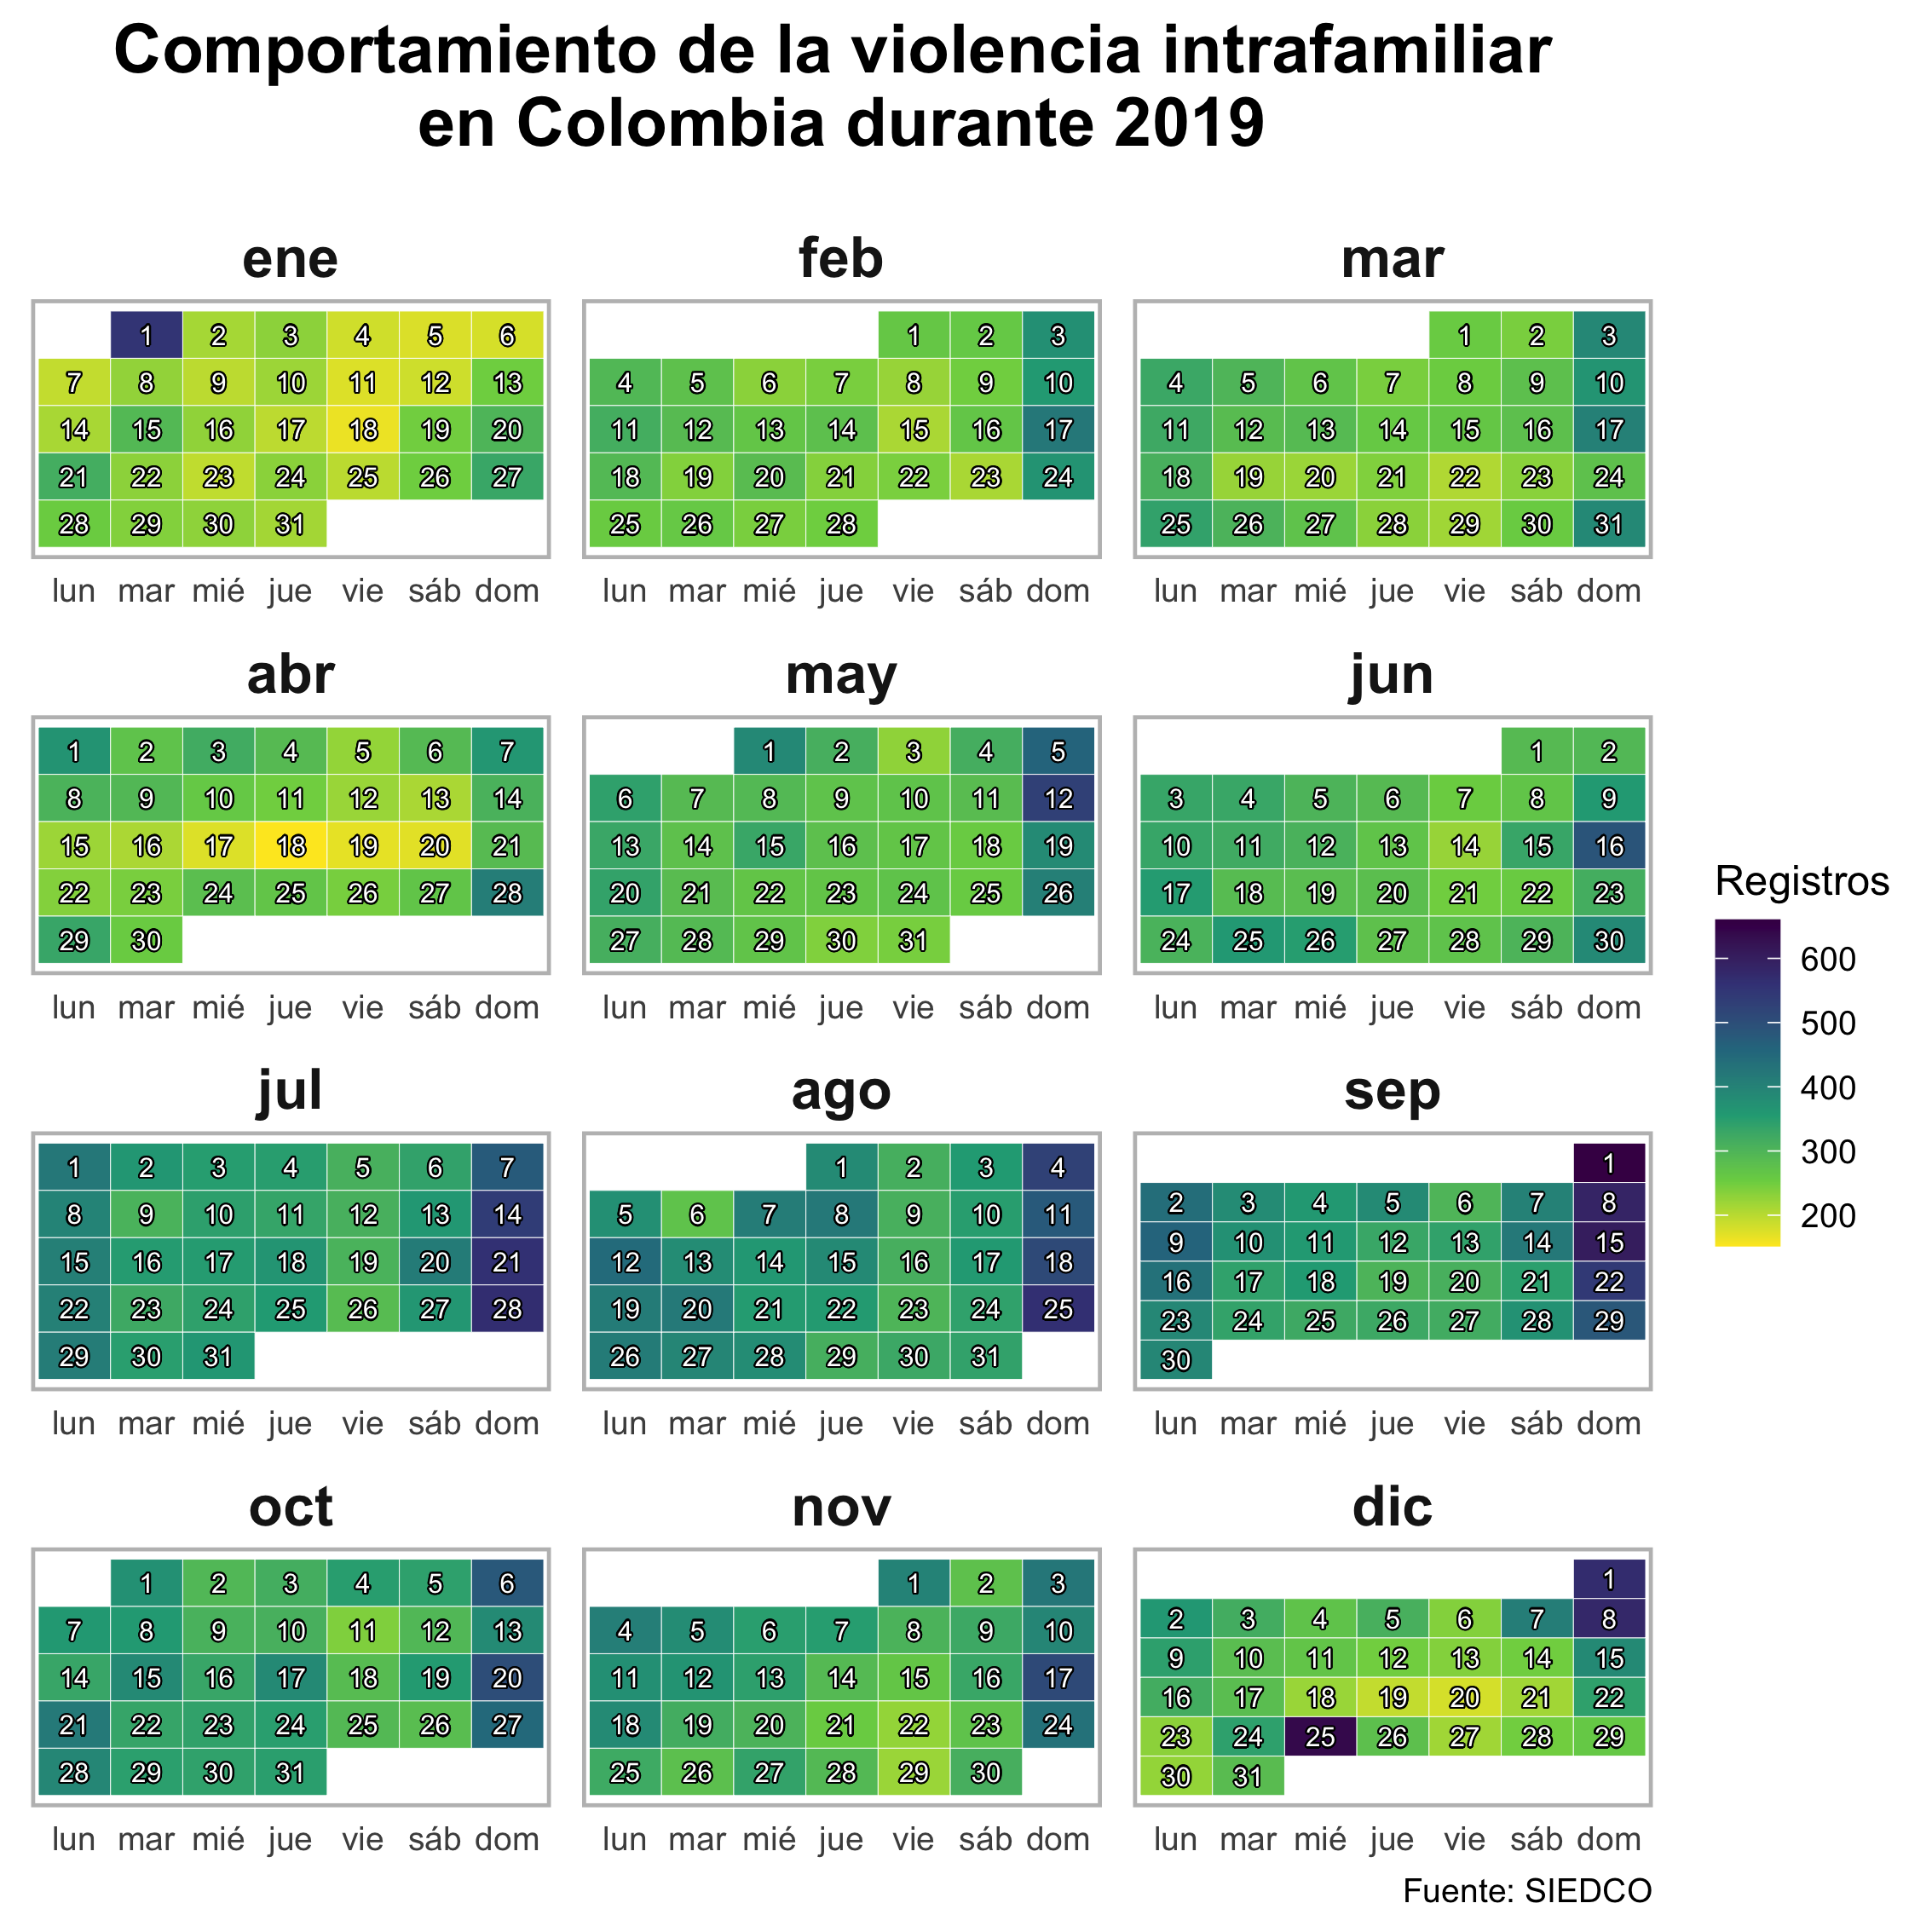 Comportamiento de la violencia intrafamiliar
en Colombia durante 2019
ene feb mar
1 2 3 4 5 6 1 2 3 1 2 3
7 8 9 10 11 12 13 4 5 6 7 8 9 10 4 5 6 7 8 9 10
14 15 16 17 18 19 20 11 12 13 14 15 16 17 11 12 13 14 15 16 17
21 22 23 24 25 26 27 18 19 20 21 22 23 24 18 19 20 21 22 23 24
28 29 30 31 25 26 27 28 25 26 27 28 29 30 31
lun mar mié jue vie sáb dom lun mar mié jue vie sáb dom lun mar mié jue vie sáb dom
abr may jun
1 2 3 4 5 6 7 1 2 3 4 5 1 2
8 9 10 11 12 13 14 6 7 8 9 10 11 12 3 4 5 6 7 8 9
15 16 17 18 19 20 21 13 14 15 16 17 18 19 10 11 12 13 14 15 16
22 23 24 25 26 27 28 20 21 22 23 24 25 26 17 18 19 20 21 22 23
29 30 27 28 29 30 31 24 25 26 27 28 29 30
lun mar mié jue vie sáb dom lun mar mié jue vie sáb dom lun mar mié jue vie sáb dom
jul ago sep
1 2 3 4 5 6 7 1 2 3 4 1
8 9 10 11 12 13 14 5 6 7 8 9 10 11 2 3 4 5 6 7 8
15 16 17 18 19 20 21 12 13 14 15 16 17 18 9 10 11 12 13 14 15
22 23 24 25 26 27 28 19 20 21 22 23 24 25 16 17 18 19 20 21 22
29 30 31 26 27 28 29 30 31 23 24 25 26 27 28 29
30
lun mar mié jue vie sáb dom lun mar mié jue vie sáb dom lun mar mié jue vie sáb dom
oct nov dic
1 2 3 4 5 6 1 2 3 1
7 8 9 10 11 12 13 4 5 6 7 8 9 10 2 3 4 5 6 7 8
14 15 16 17 18 19 20 11 12 13 14 15 16 17 9 10 11 12 13 14 15
21 22 23 24 25 26 27 18 19 20 21 22 23 24 16 17 18 19 20 21 22
28 29 30 31 25 26 27 28 29 30 23 24 25 26 27 28 29
30 31
lun mar mié jue vie sáb dom lun mar mié jue vie sáb dom lun mar mié jue vie sáb dom
Registros
600
500
400
300
200
Fuente: SIEDCO